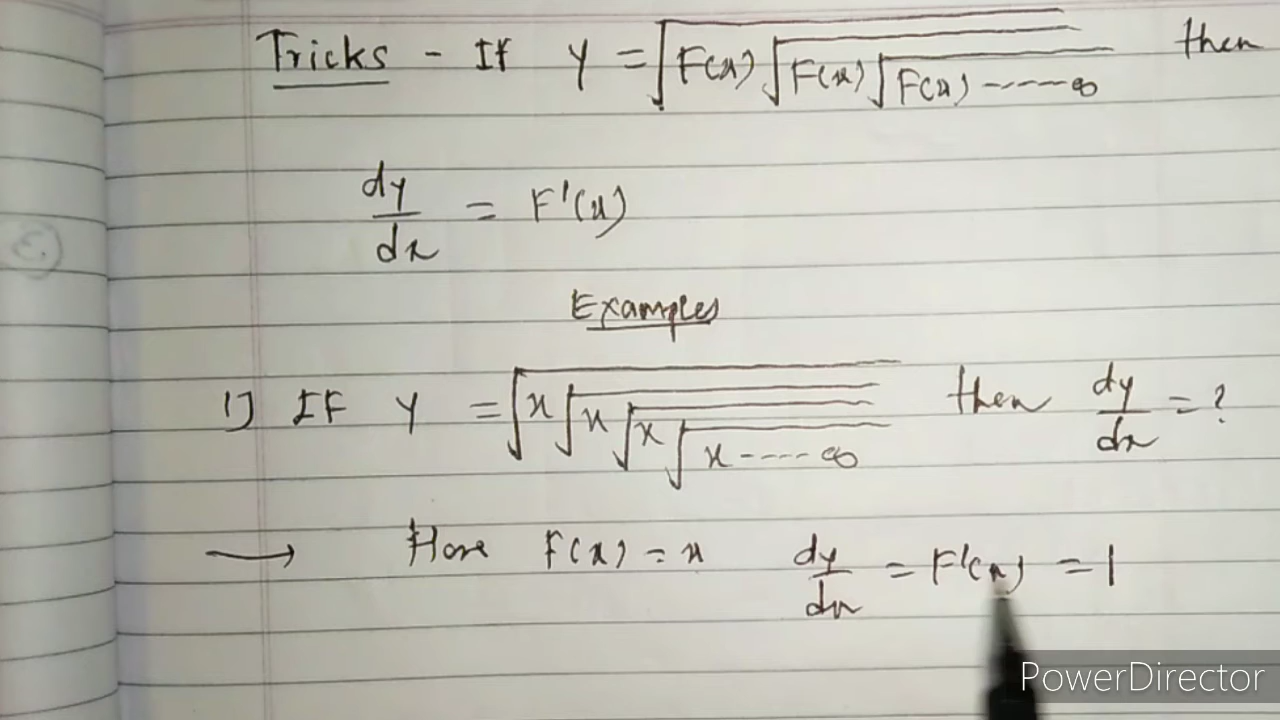 Tricks - If y = √F(x)√F(x)√F(x)-----∞ then
dy/dx = F'(x)
Examples
1] IF y = √x√x√x√x----∞ then dy/dx = ?
→ Here F(x) = x dy/dx = F'(x) = 1
PowerDirector